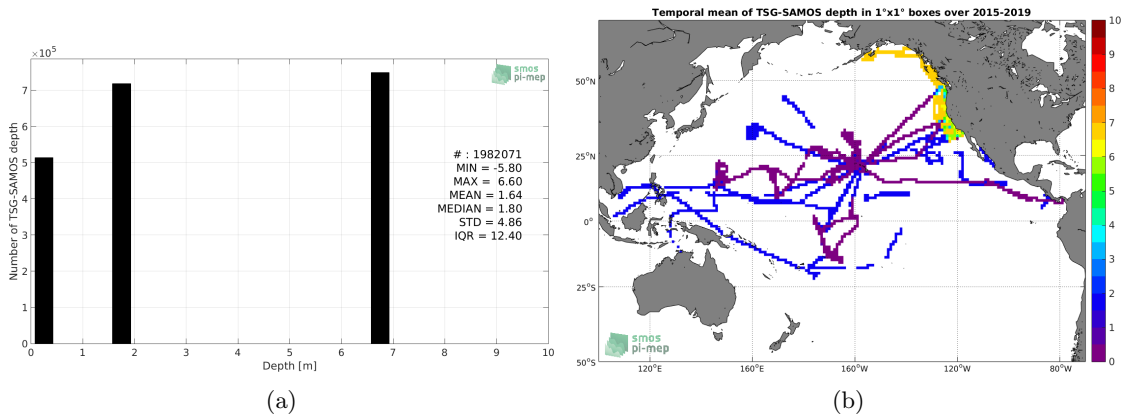 ×10⁵
7
6
5
4
3
2
1
0
Number of TSG-SAMOS depth
smos
pi-mep
# : 1982071
MIN = -5.80
MAX = 6.60
MEAN = 1.64
MEDIAN = 1.80
STD = 4.86
IQR = 12.40
0 1 2 3 4 5 6 7 8 9 10
Depth [m]
(a)
Temporal mean of TSG-SAMOS depth in 1°x1° boxes over 2015-2019
50°N
25°N
0°
25°S
50°S
120°E 160°E 160°W 120°W 80°W
smos
pi-mep
10
9
8
7
6
5
4
3
2
1
0
(b)